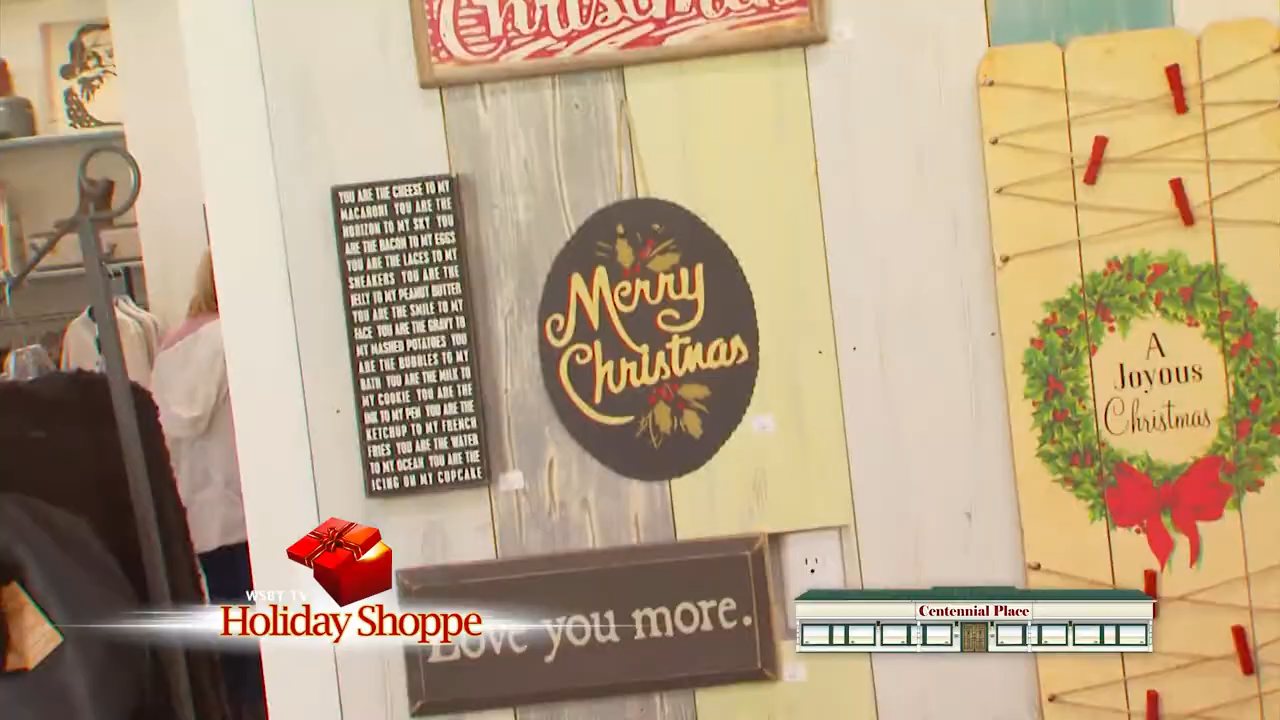 Christmas
YOU ARE THE CHEESE TO MY
MACARONI YOU ARE THE
HORIZON TO MY SKY YOU
ARE THE BACON TO MY EGGS
YOU ARE THE LACES TO MY
SNEAKERS YOU ARE THE
JELLY TO MY PEANUT BUTTER
YOU ARE THE SMILE TO MY
FACE YOU ARE THE GRAVY TO
MY MASHED POTATOES YOU
ARE THE BUBBLES TO MY
BATH YOU ARE THE MILK TO
MY COOKIE YOU ARE THE
INK TO MY PEN YOU ARE THE
KETCHUP TO MY FRENCH
FRIES YOU ARE THE WATER
TO MY OCEAN YOU ARE THE
ICING ON MY CUPCAKE
Merry
Christmas
A
Joyous
Christmas
Love you more.
WSBT TV
Holiday Shoppe
Centennial Place